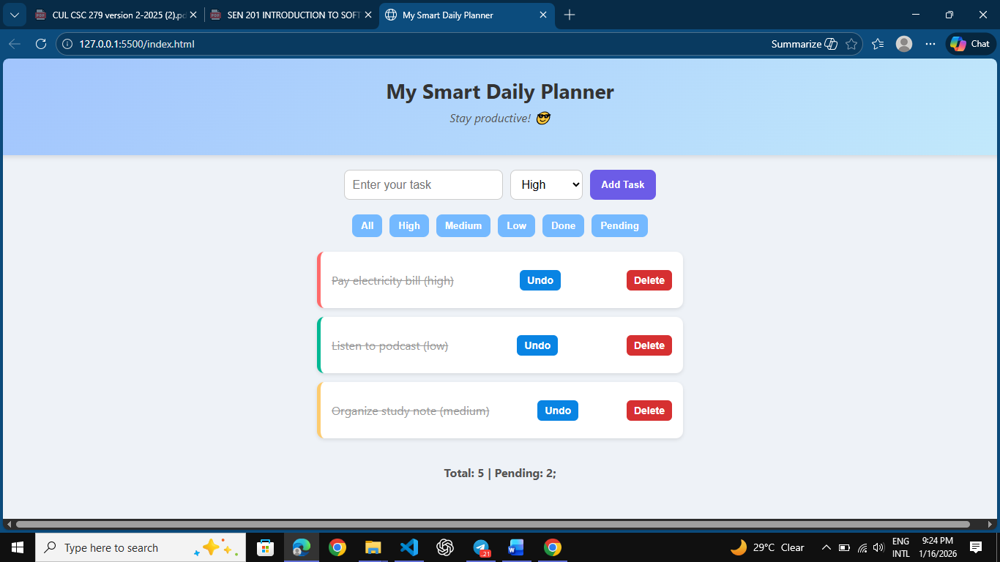 CUL CSC 279 version 2-2025 (2).pd
SEN 201 INTRODUCTION TO SOFT
My Smart Daily Planner
127.0.0.1:5500/index.html
Summarize
Chat
My Smart Daily Planner
Stay productive! 😎
Enter your task
High
Add Task
All
High
Medium
Low
Done
Pending
Pay electricity bill (high)
Undo
Delete
Listen to podcast (low)
Undo
Delete
Organize study note (medium)
Undo
Delete
Total: 5 | Pending: 2;
Type here to search
21
29°C Clear
ENG
INTL
9:24 PM
1/16/2026